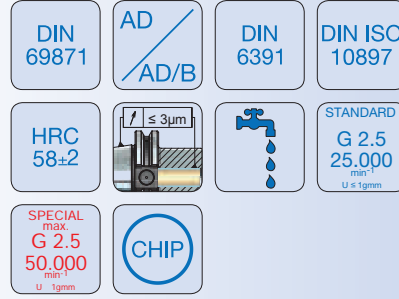 DIN
69871
AD
/
AD/B
DIN
6391
DIN ISO
10897
HRC
58±2
≤ 3µm
STANDARD
G 2.5
25.000
min⁻¹
U ≤ 1gmm
SPECIAL
max.
G 2.5
50.000
min⁻¹
U 1gmm
CHIP